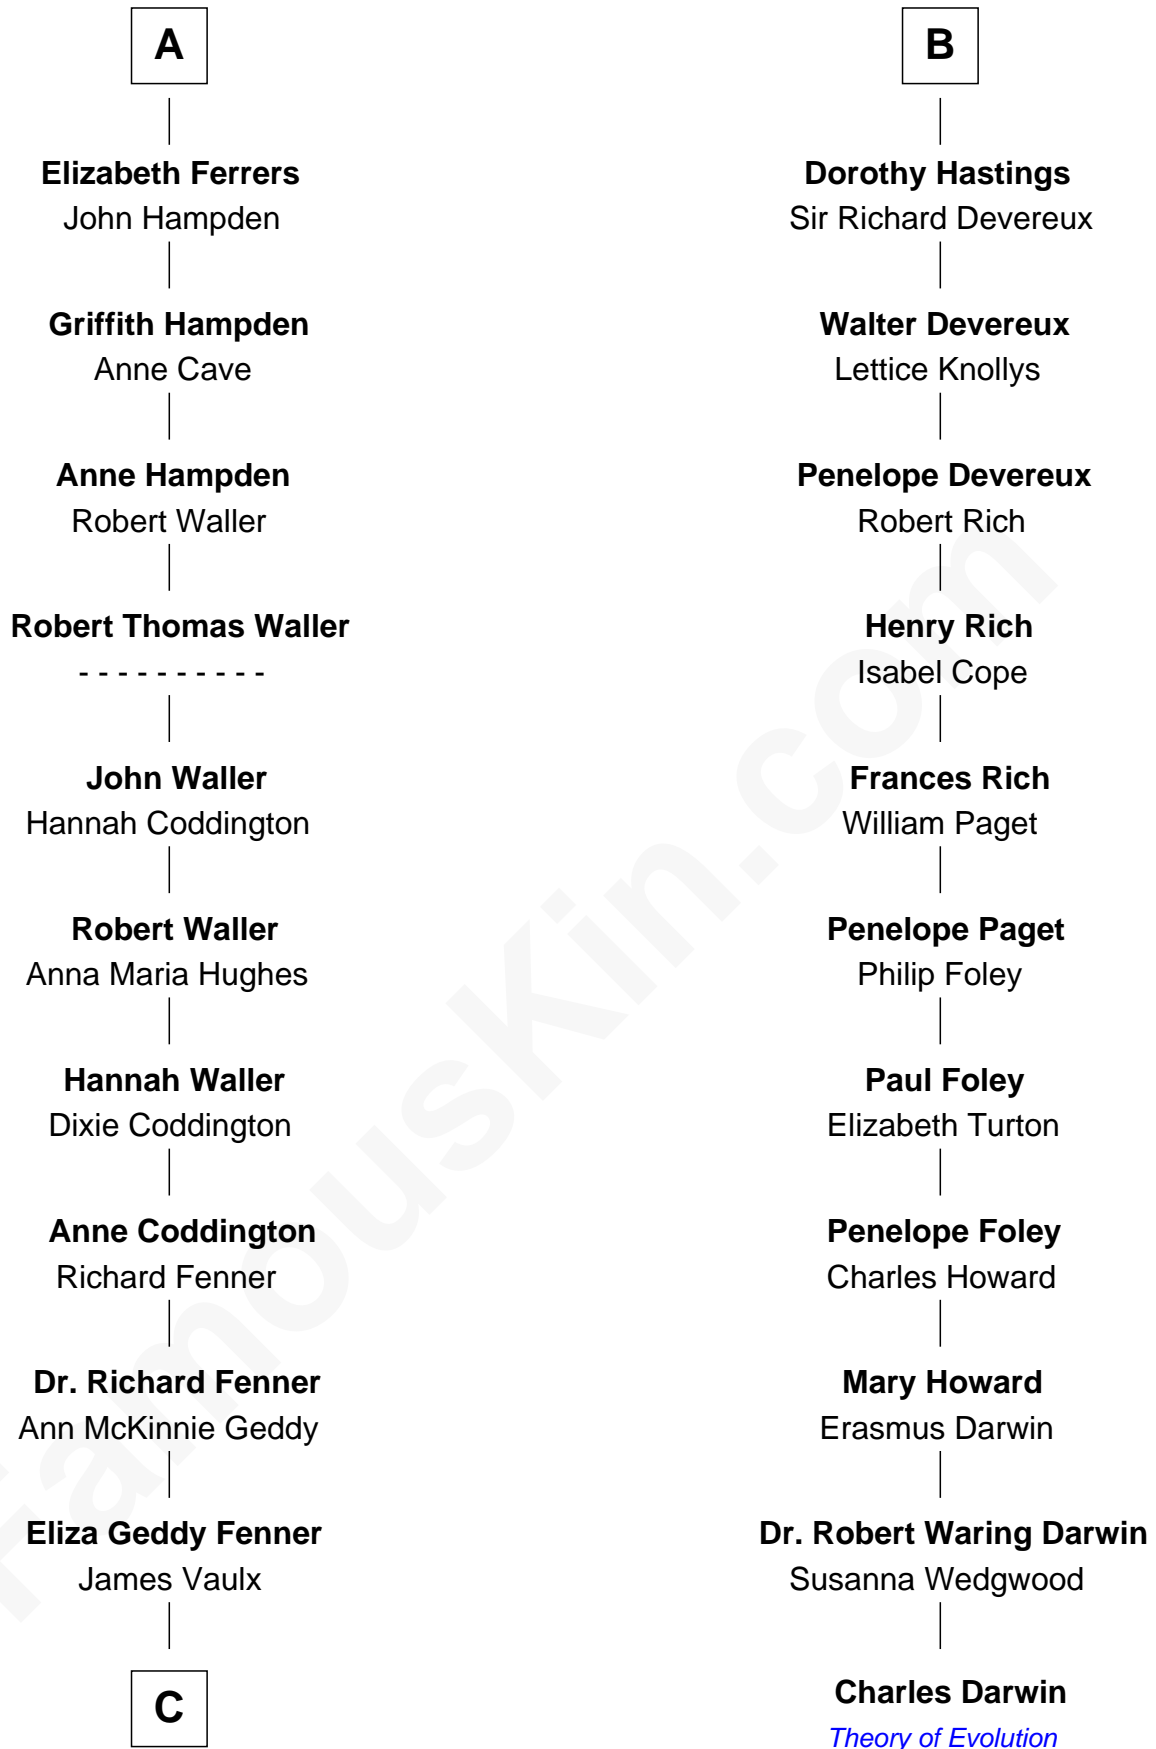 A
Elizabeth Ferrers
John Hampden
Griffith Hampden
Anne Cave
Anne Hampden
Robert Waller
Robert Thomas Waller
- - - - - - - - - -
John Waller
Hannah Coddington
Robert Waller
Anna Maria Hughes
Hannah Waller
Dixie Coddington
Anne Coddington
Richard Fenner
Dr. Richard Fenner
Ann McKinnie Geddy
Eliza Geddy Fenner
James Vaulx
C
B
Dorothy Hastings
Sir Richard Devereux
Walter Devereux
Lettice Knollys
Penelope Devereux
Robert Rich
Henry Rich
Isabel Cope
Frances Rich
William Paget
Penelope Paget
Philip Foley
Paul Foley
Elizabeth Turton
Penelope Foley
Charles Howard
Mary Howard
Erasmus Darwin
Dr. Robert Waring Darwin
Susanna Wedgwood
Charles Darwin
Theory of Evolution
FamousKin.com